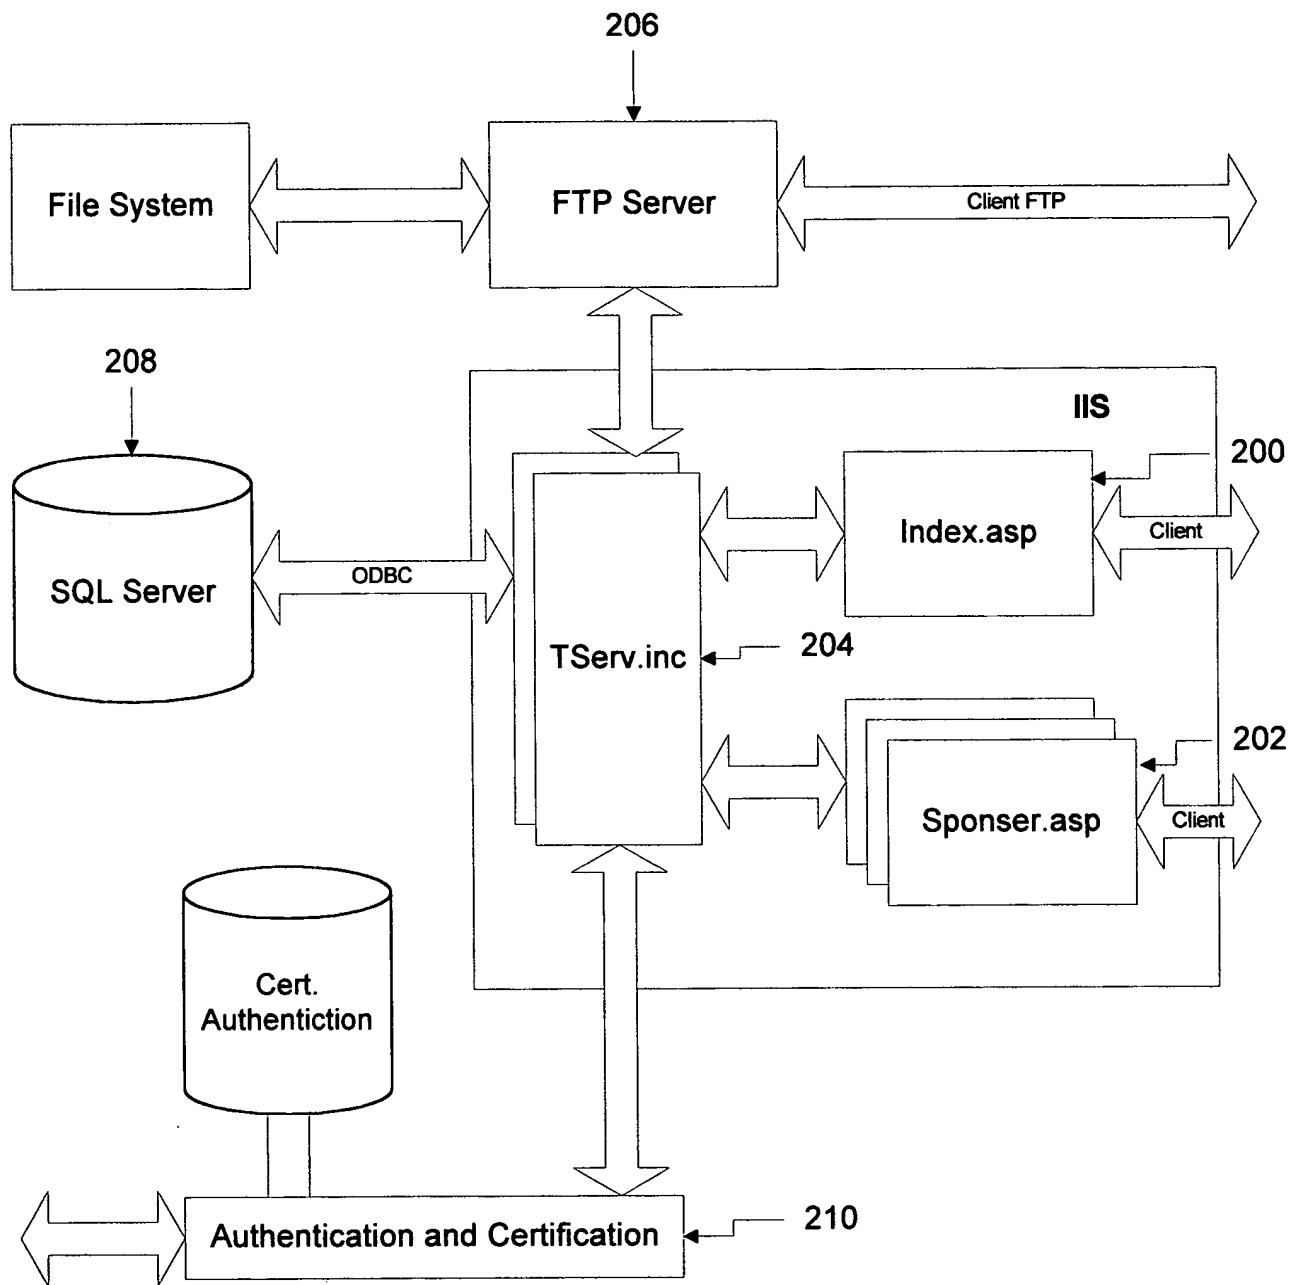 206
File System
FTP Server
Client FTP
208
IIS
200
Index.asp
Client
ODBC
SQL Server
TServ.inc
204
202
Sponser.asp
Client
Cert.
Authentiction
210
Authentication and Certification